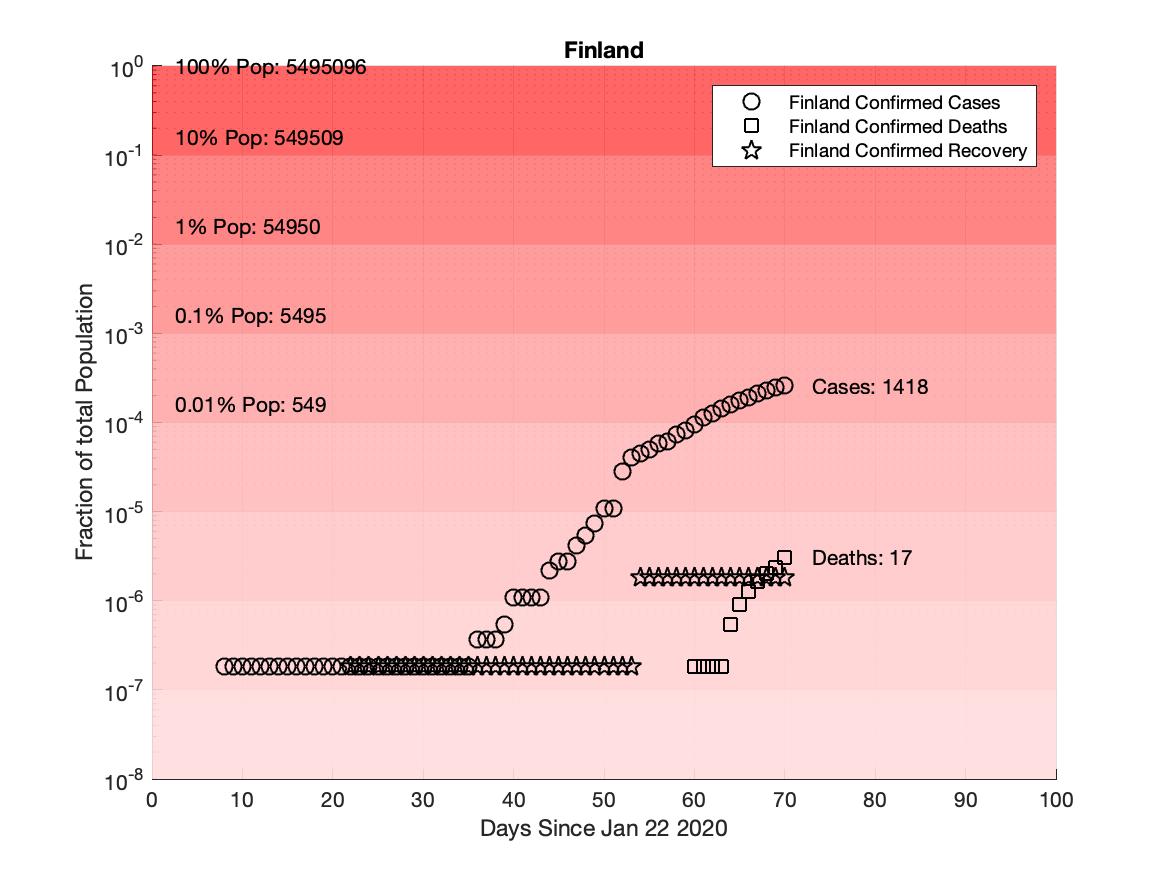 Finland
10^0
100% Pop: 5495096
Finland Confirmed Cases
Finland Confirmed Deaths
Finland Confirmed Recovery
10% Pop: 549509
10^-1
1% Pop: 54950
10^-2
0.1% Pop: 5495
10^-3
Cases: 1418
0.01% Pop: 549
10^-4
10^-5
Deaths: 17
10^-6
10^-7
10^-8
Fraction of total Population
0 10 20 30 40 50 60 70 80 90 100
Days Since Jan 22 2020